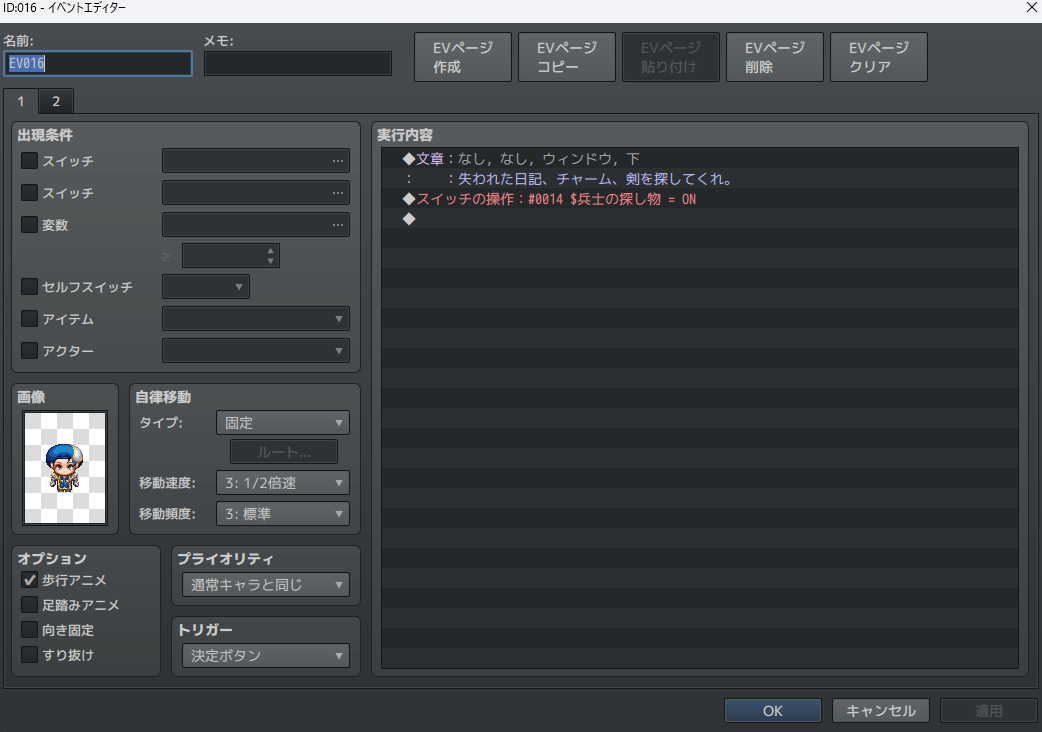 ID:016 - イベントエディター
名前:
メモ:
EV016
EVページ
作成
EVページ
コピー
EVページ
貼り付け
EVページ
削除
EVページ
クリア
1
2
出現条件
スイッチ
...
スイッチ
...
変数
...
≥
セルフスイッチ
アイテム
アクター
画像
自律移動
タイプ:
固定
ルート...
移動速度:
3: 1/2倍速
移動頻度:
3: 標準
オプション
歩行アニメ
足踏みアニメ
向き固定
すり抜け
プライオリティ
通常キャラと同じ
トリガー
決定ボタン
実行内容
◆文章：なし, なし, ウィンドウ, 下
：　　：失われた日記、チャーム、剣を探してくれ。
◆スイッチの操作：#0014 $兵士の探し物 = ON
◆
OK
キャンセル
適用